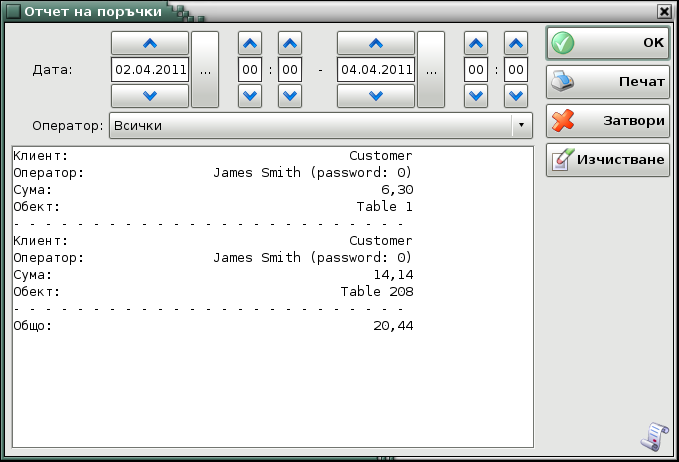 Отчет на поръчки
Дата: 02.04.2011 ... 00 : 00 - 04.04.2011 ... 00 : 00
Оператор: Всички
OK
Печат
Затвори
Изчистване
Клиент: Customer
Оператор: James Smith (password: 0)
Сума: 6,30
Обект: Table 1
- - - - - - - - - - - - - - - - - - - - - - - - -
Клиент: Customer
Оператор: James Smith (password: 0)
Сума: 14,14
Обект: Table 208
- - - - - - - - - - - - - - - - - - - - - - - - -
Общо: 20,44